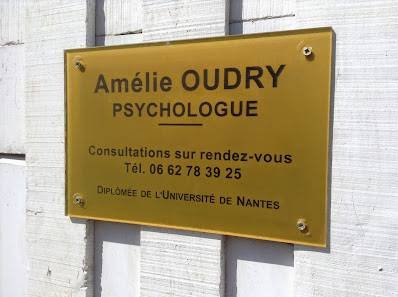 Amélie OUDRY
PSYCHOLOGUE
Consultations sur rendez-vous
Tél. 06 62 78 39 25
DIPLÔMÉE DE L'UNIVERSITÉ DE NANTES